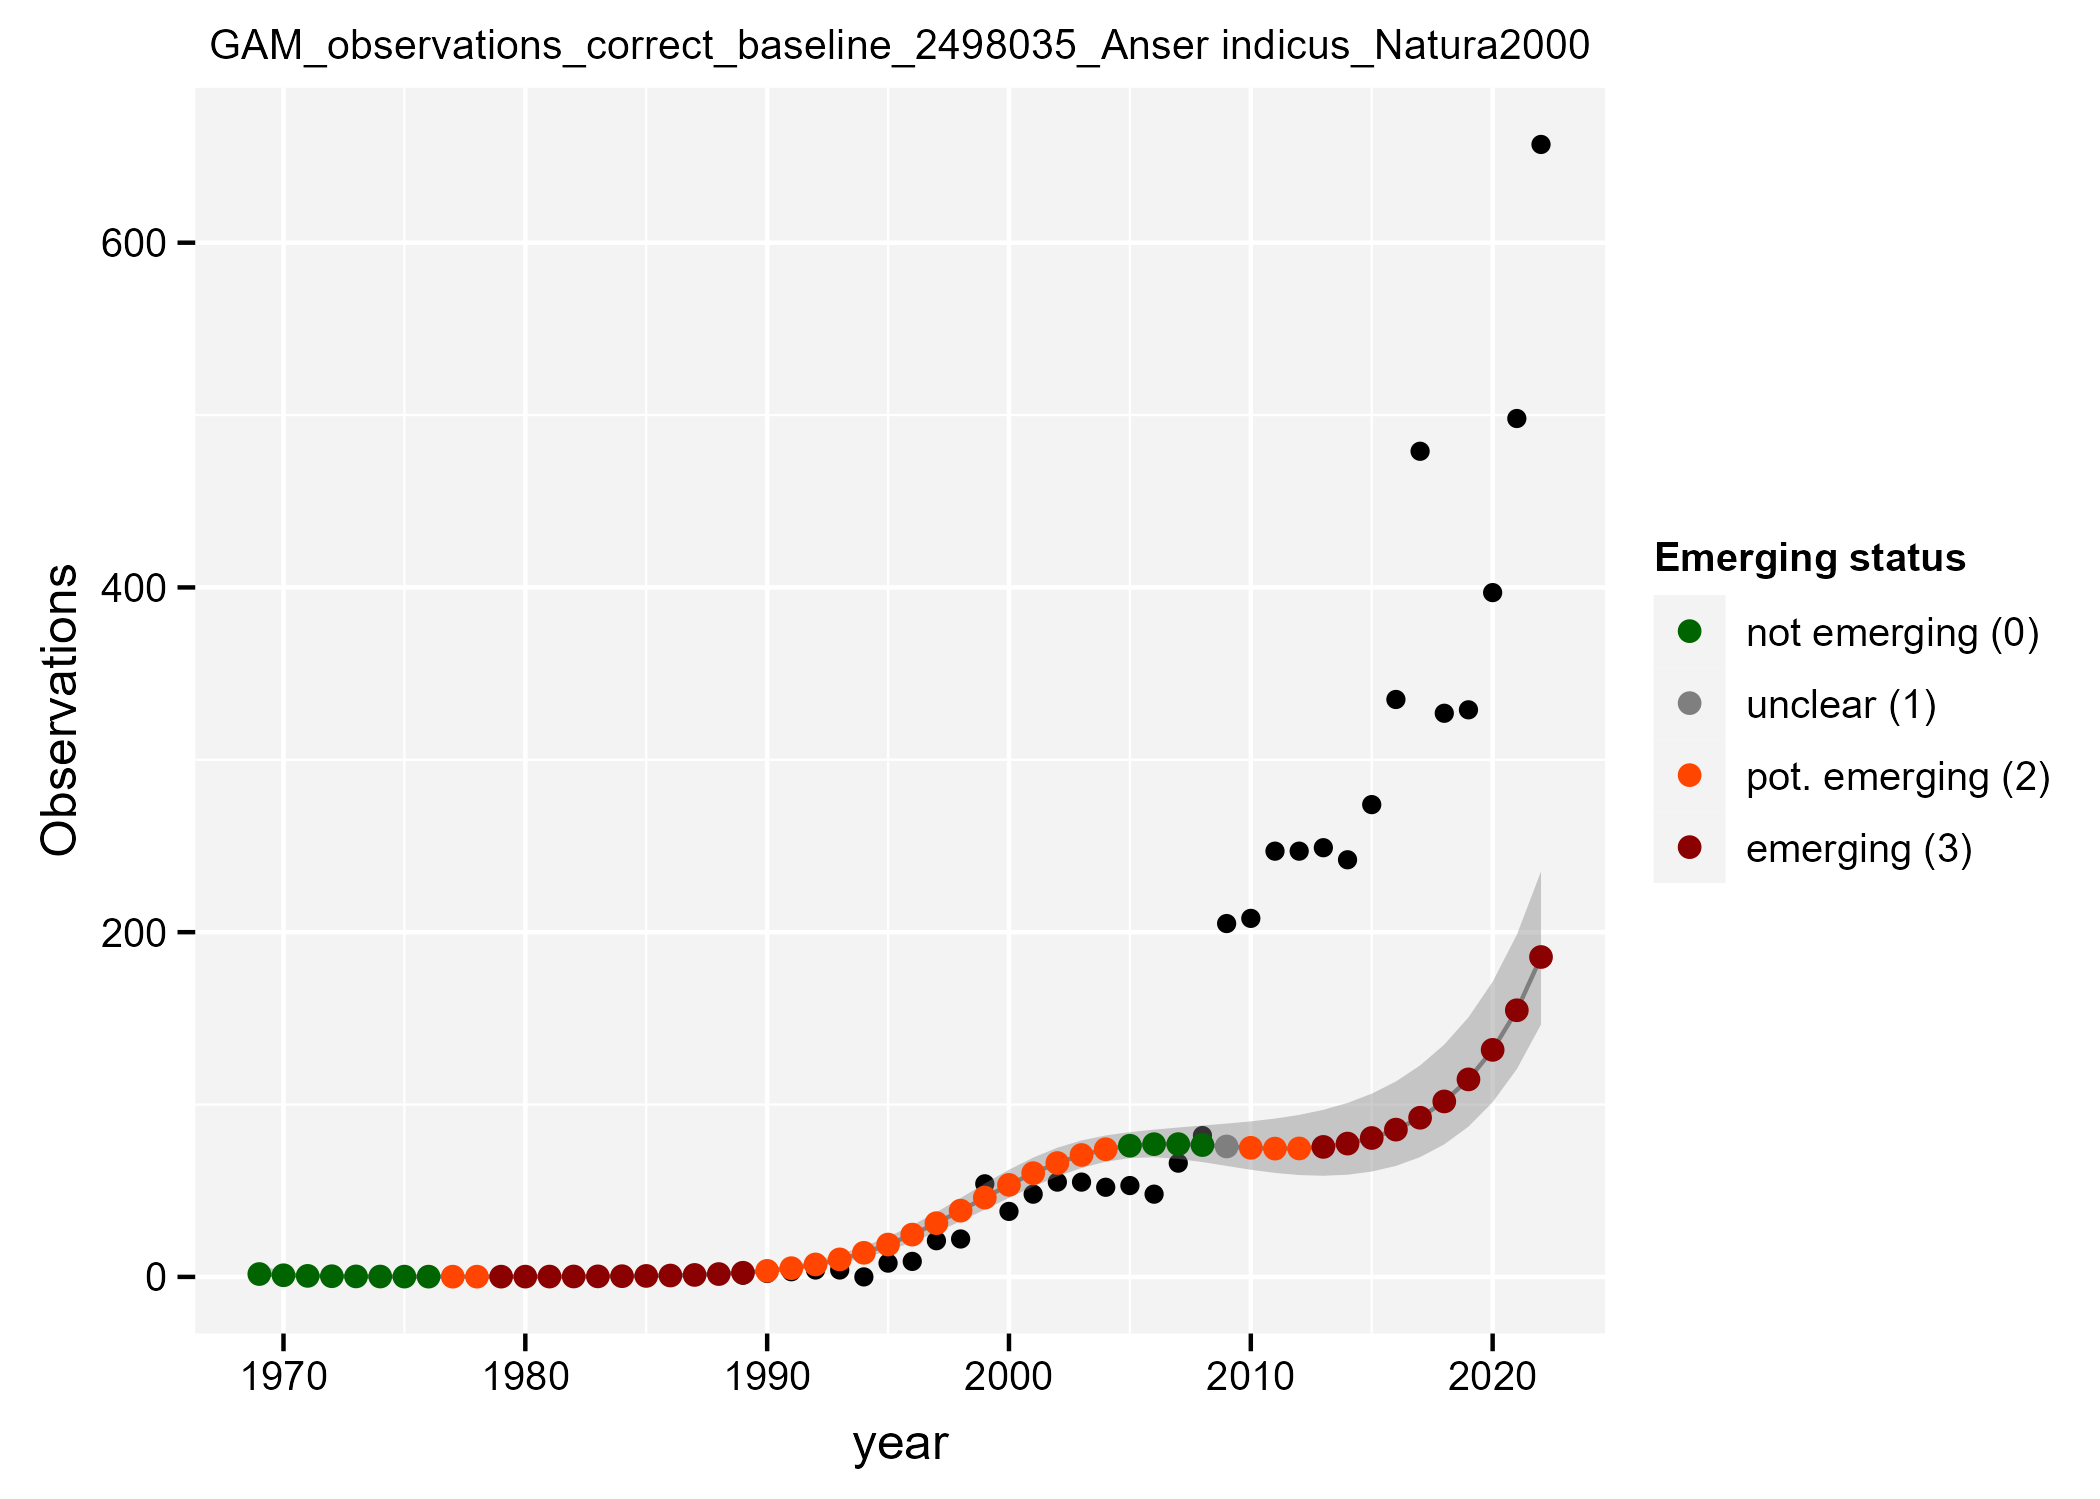 GAM_observations_correct_baseline_2498035_Anser indicus_Natura2000
Observations
600
400
200
0
1970 1980 1990 2000 2010 2020
year
Emerging status
not emerging (0)
unclear (1)
pot. emerging (2)
emerging (3)